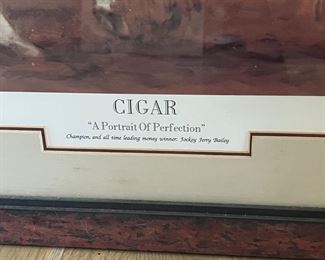 CIGAR
"A Portrait Of Perfection"
Champion, and all time leading money winner: Jockey Jerry Bailey